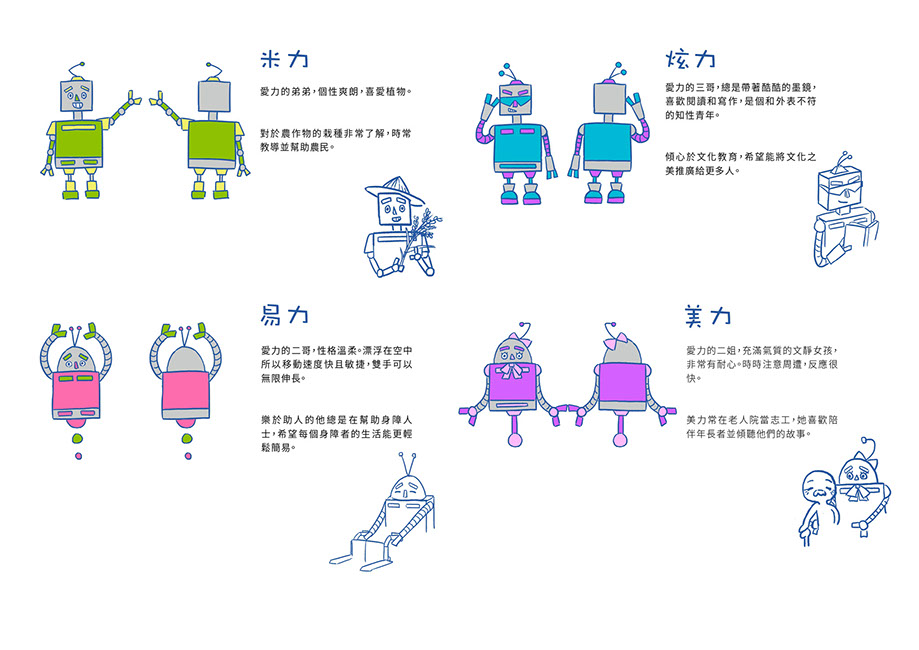 米力
愛力的弟弟，個性爽朗，喜愛植物。
對於農作物的栽種非常了解，時常
教導並幫助農民。
炫力
愛力的三哥，總是帶著酷酷的墨鏡，
喜歡閱讀和寫作，是個和外表不符
的知性青年。
傾心於文化教育，希望能將文化之
美推廣給更多人。
易力
愛力的二哥，性格溫柔。漂浮在空中
所以移動速度快且敏捷，雙手可以
無限伸長。
樂於助人的他總是在幫助身障人
士，希望每個身障者的生活能更輕
鬆簡易。
美力
愛力的二姐，充滿氣質的文靜女孩，
非常有耐心。時時注意周遭，反應很
快。
美力常在老人院當志工，她喜歡陪
伴年長者並傾聽他們的故事。